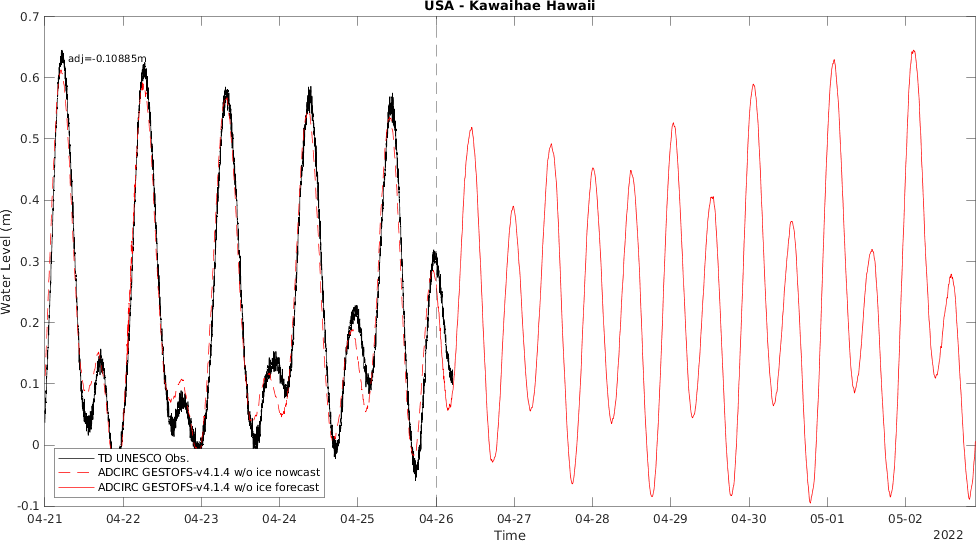 USA - Kawaihae Hawaii
adj=-0.10885m
Water Level (m)
0.7
0.6
0.5
0.4
0.3
0.2
0.1
0
-0.1
TD UNESCO Obs.
ADCIRC GESTOFS-v4.1.4 w/o ice nowcast
ADCIRC GESTOFS-v4.1.4 w/o ice forecast
04-21 04-22 04-23 04-24 04-25 04-26 04-27 04-28 04-29 04-30 05-01 05-02
Time
2022